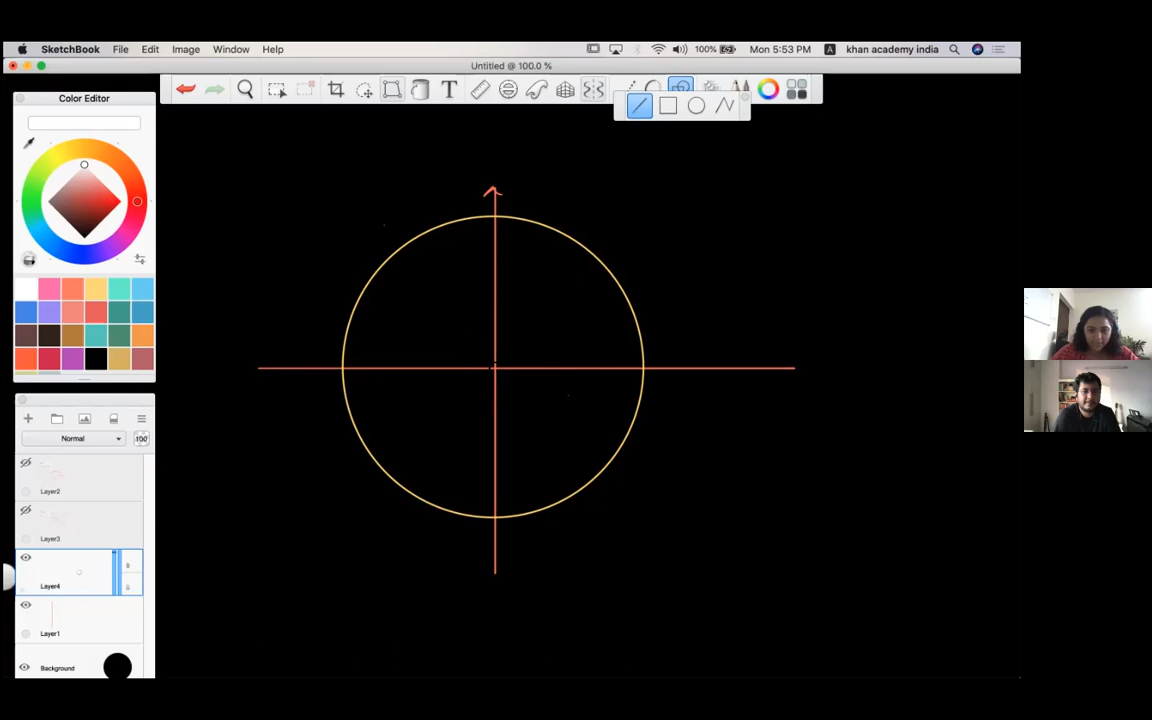 SketchBook File Edit Image Window Help 100% Mon 5:53 PM A khan academy india
Untitled @ 100.0 %
T
Color Editor
Normal 100
Layer2
Layer3
Layer4
Layer1
Background